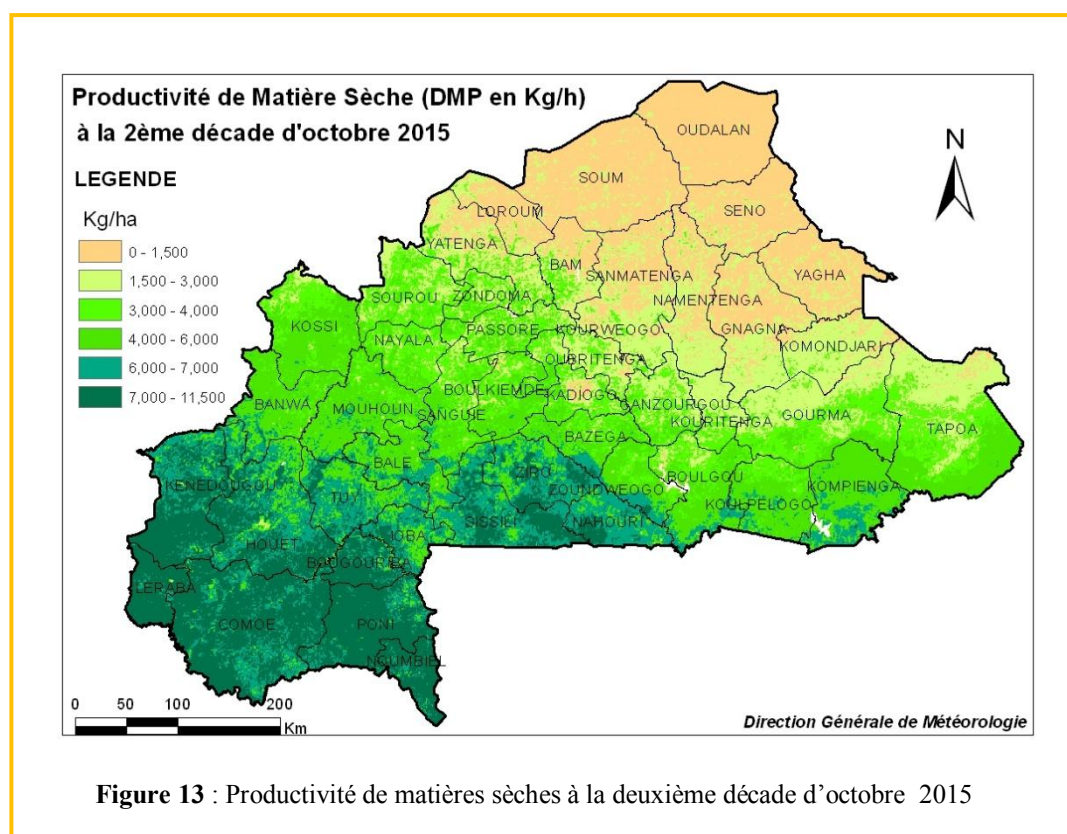 Productivité de Matière Sèche (DMP en Kg/h)
à la 2ème décade d'octobre 2015
LEGENDE
Kg/ha
0 - 1,500
1,500 - 3,000
3,000 - 4,000
4,000 - 6,000
6,000 - 7,000
7,000 - 11,500
N
OUDALAN
SOUM
SENO
LOROUM
YATENGA
BAM
SANMATENGA
YAGHA
NAMENTENGA
SOUROU
ZONDOMA
KOSSI
PASSORE
KOURWEOGO
GNAGNA
NAYALA
KOMONDJARI
OUBRITENGA
BOULKIEMDE
KADIOGO
GANZOURGOU
BANWA
MOUHOUN
SANGUIE
KOURITENGA
GOURMA
TAPOA
BAZEGA
BALE
BOULGOU
KENEDOUGOU
ZIRO
KOMPIENGA
TUY
ZOUNDWEOGO
KOULPELOGO
SISSILI
NAHOURI
IOBA
HOUET
BOUGOURIBA
LERABA
COMOE
PONI
NOUMBIEL
0 50 100 200
Km
Direction Générale de Météorologie
Figure 13 : Productivité de matières sèches à la deuxième décade d’octobre 2015